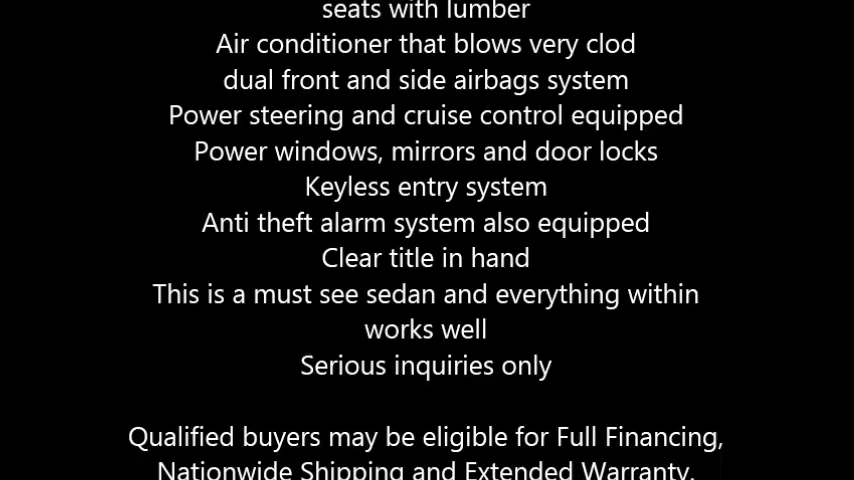 seats with lumber
Air conditioner that blows very clod
dual front and side airbags system
Power steering and cruise control equipped
Power windows, mirrors and door locks
Keyless entry system
Anti theft alarm system also equipped
Clear title in hand
This is a must see sedan and everything within
works well
Serious inquiries only
Qualified buyers may be eligible for Full Financing,
Nationwide Shipping and Extended Warranty.